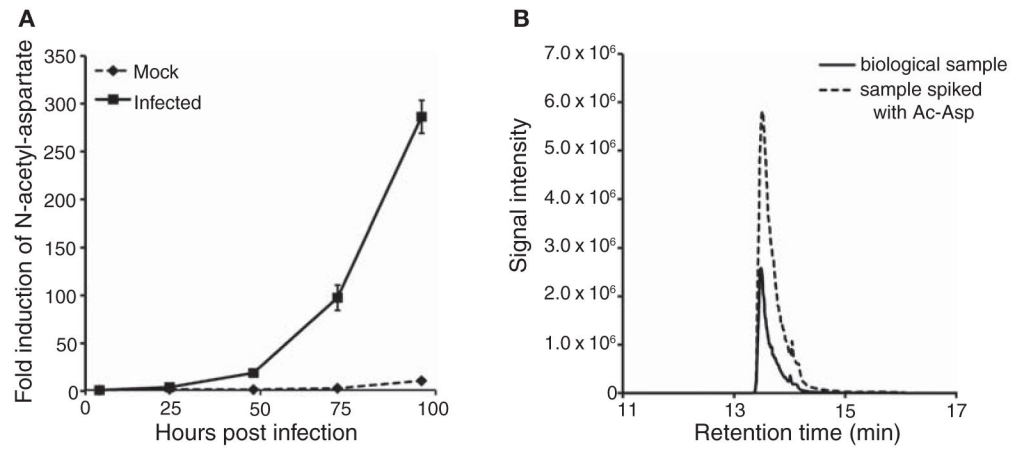 A
Fold induction of N-acetyl-aspartate
350
300
250
200
150
100
50
0
Mock
Infected
0 25 50 75 100
Hours post infection
B
Signal intensity
7.0 x 10⁶
6.0 x 10⁶
5.0 x 10⁶
4.0 x 10⁶
3.0 x 10⁶
2.0 x 10⁶
1.0 x 10⁶
0
biological sample
sample spiked
with Ac-Asp
11 13 15 17
Retention time (min)